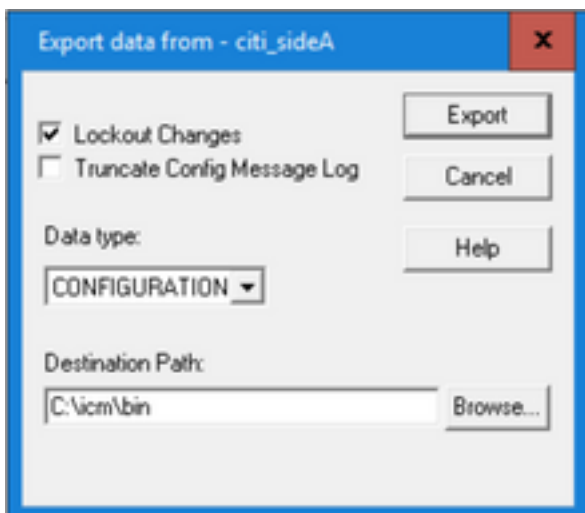 Export data from - citi_sideA
Lockout Changes
Export
Truncate Config Message Log
Cancel
Data type:
Help
CONFIGURATION
Destination Path:
C:\icm\bin
Browse...